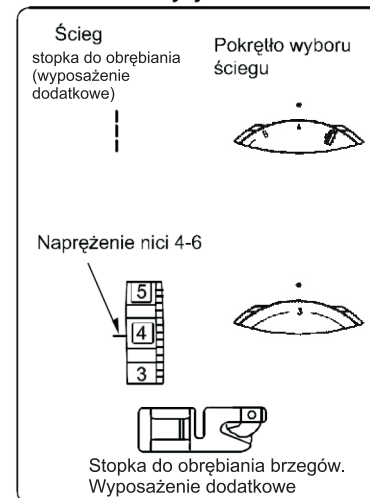 Ścieg
stopka do obrębiania
(wyposażenie
dodatkowe)
Pokrętło wyboru
ściegu
Naprężenie nici 4-6
5
4
3
3
Stopka do obrębiania brzegów.
Wyposażenie dodatkowe